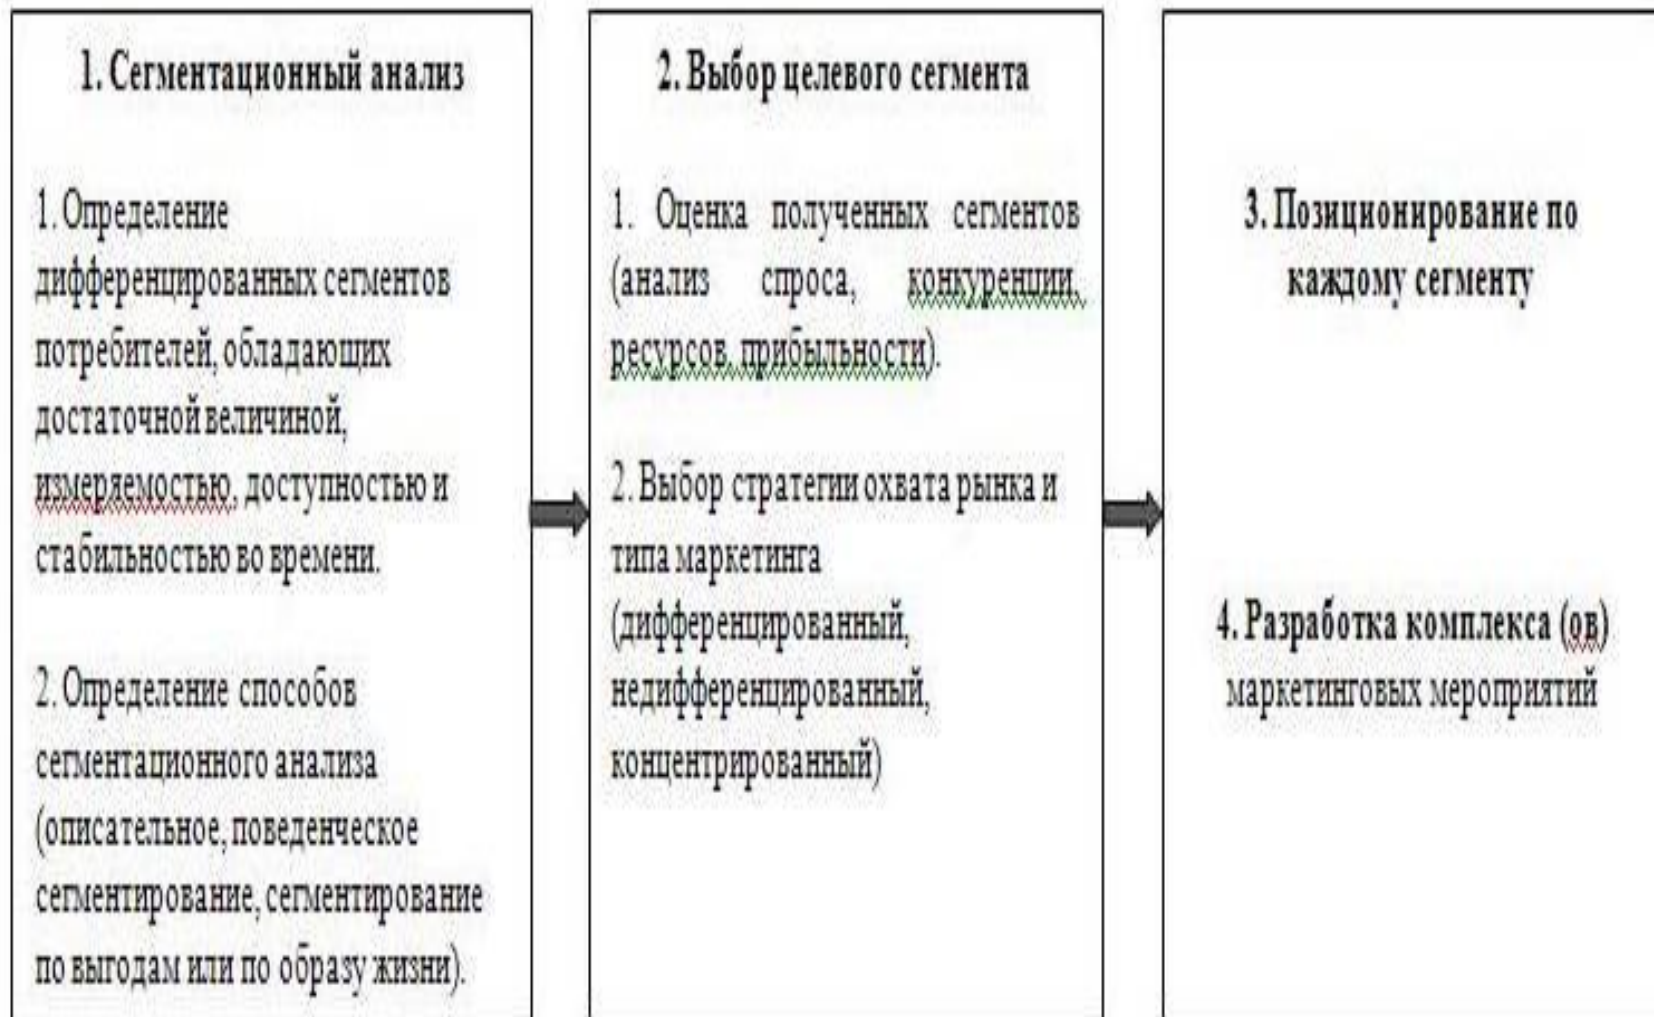 1. Сегментационный анализ
1. Определение
дифференцированных сегментов
потребителей, обладающих
достаточной величиной,
измеряемостью, доступностью и
стабильностью во времени.
2. Определение способов
сегментационного анализа
(описательное, поведенческое
сегментирование, сегментирование
по выгодам или по образу жизни).
2. Выбор целевого сегмента
1. Оценка полученных сегментов
(анализ спроса, конкуренции,
ресурсов, прибыльности).
2. Выбор стратегии охвата рынка и
типа маркетинга
(дифференцированный,
недифференцированный,
концентрированный)
3. Позиционирование по
каждому сегменту
4. Разработка комплекса (ов)
маркетинговых мероприятий